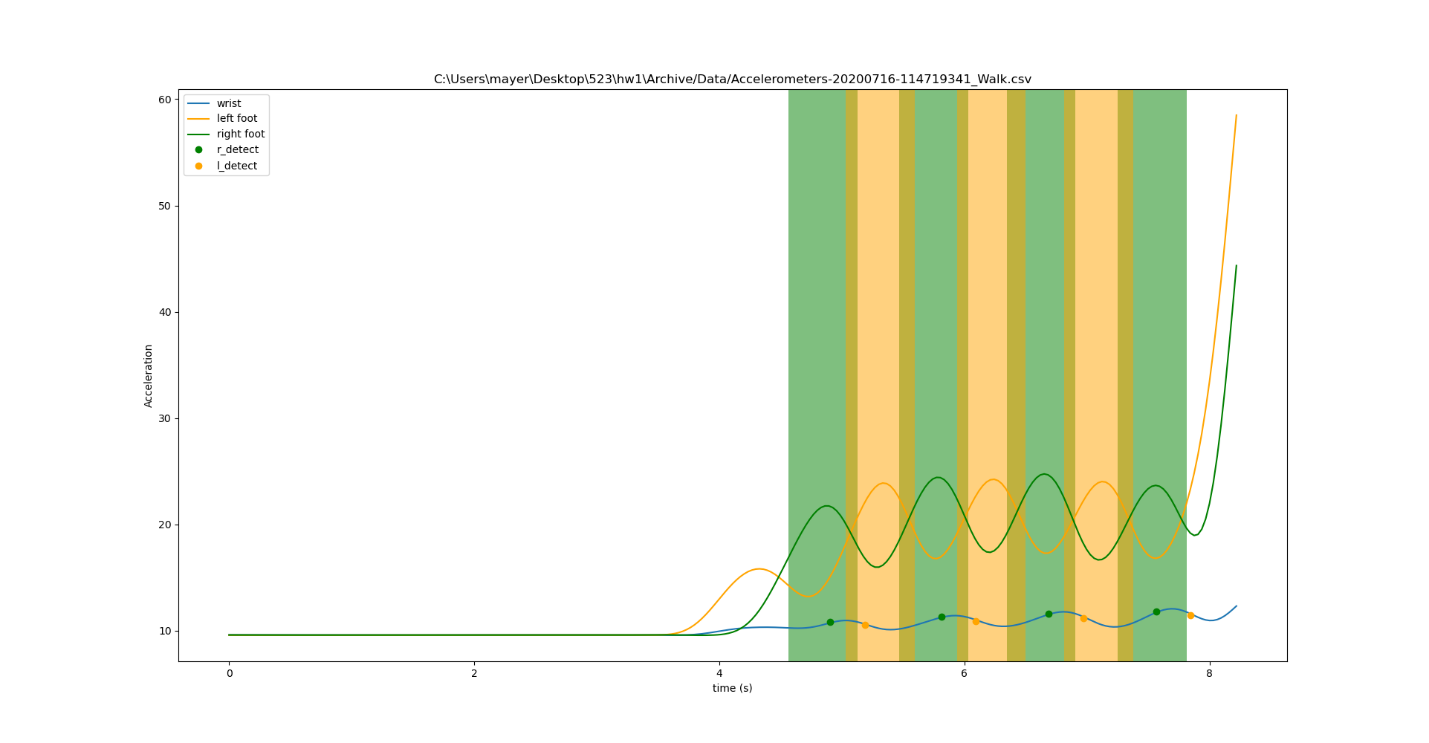 C:\Users\mayer\Desktop\523\hw1\Archive/Data/Accelerometers-20200716-114719341_Walk.csv
60
50
40
30
20
10
Acceleration
wrist
left foot
right foot
r_detect
l_detect
0
2
4
6
8
time (s)